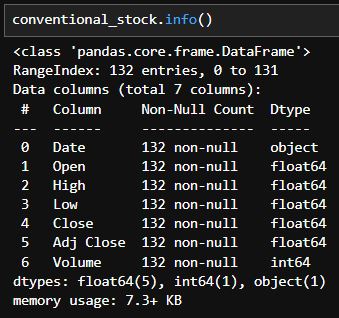 conventional_stock.info()
<class 'pandas.core.frame.DataFrame'>
RangeIndex: 132 entries, 0 to 131
Data columns (total 7 columns):
 #   Column     Non-Null Count  Dtype
---  ------     --------------  -----
 0   Date       132 non-null    object
 1   Open       132 non-null    float64
 2   High       132 non-null    float64
 3   Low        132 non-null    float64
 4   Close      132 non-null    float64
 5   Adj Close  132 non-null    float64
 6   Volume     132 non-null    int64
dtypes: float64(5), int64(1), object(1)
memory usage: 7.3+ KB